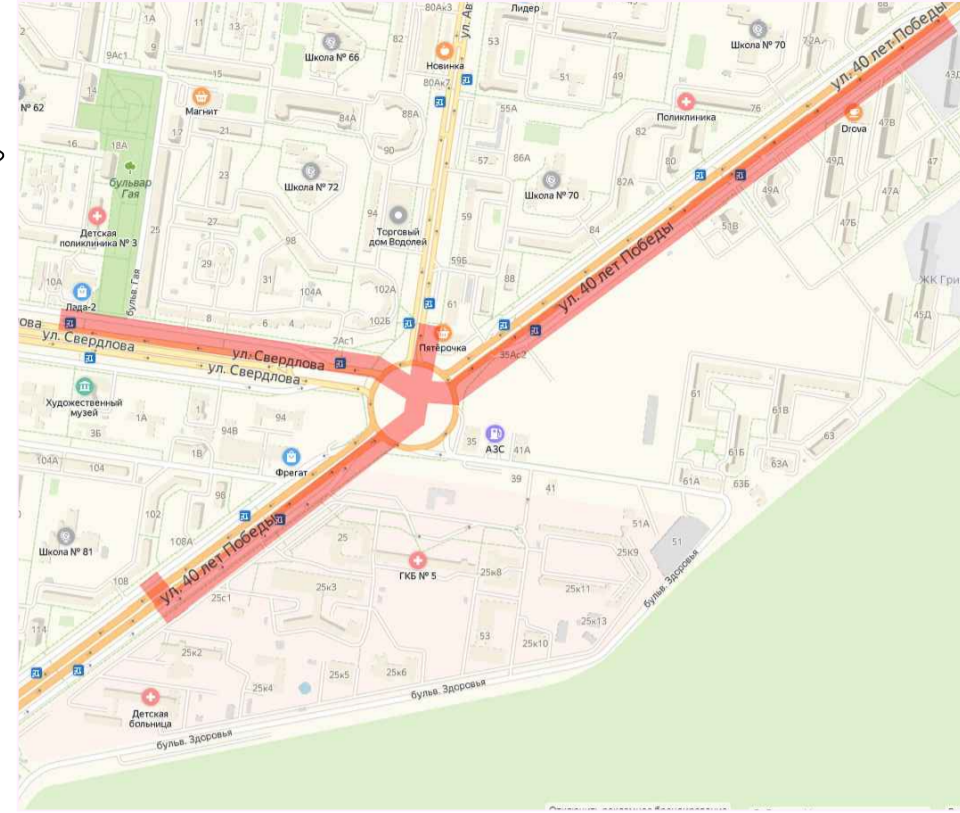 80Ак3
Лидер
ул. Ав
9Ас1
1
9
Школа № 66
82
Новинка
53
47
Школа № 70
72А
ул. 40 лет Победы
14
15
80Ак7
51
49
43Д
№ 62
Магнит
84А
88А
55А
Поликлиника
76
Drova
16
18А
17
21
90
82
47В
57
86А
80
49Д
47
бульвар
Гая
23
Школа № 72
Школа № 70
82А
49А
47А
Детская
поликлиника № 3
25
27
94
Торговый
дом Водолей
59
84
51В
47Б
98
29
31
59Б
88
ул. 40 лет Победы
ЖК Гри
10А
104А
102А
бульв. Гая
Лада-2
61
45Д
ова
8
6
4
102Б
2Ас1
Пятёрочка
ул. Свердлова
ул. Свердлова
35Ас2
ул. Свердлова
Художественный
музей
1А
94
61
61В
3Б
94В
1
35
АЗС
41А
63
1В
61Б
104А
104
Фрегат
39
63А
98
41
61А
63Б
102
51А
Школа № 81
108А
ул. 40 лет Победы
25
51
25к9
ГКБ № 5
108
25к3
25к8
25к11
бульв. Здоровья
25с1
114
25к13
53
25к10
25к2
25к5
25к6
25к4
бульв. Здоровья
Детская
больница
бульв. Здоровья